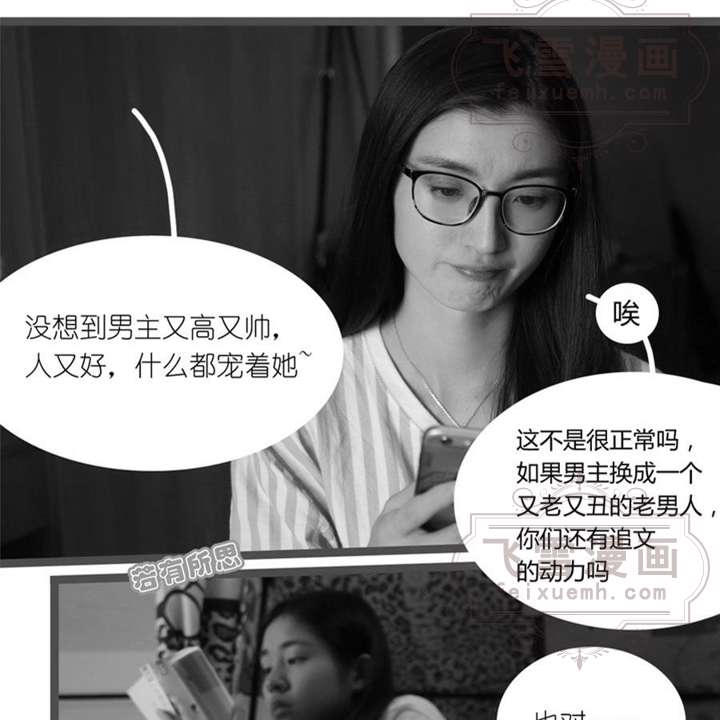 飞雪漫画
feixuemh.com
没想到男主又高又帅，
人又好，什么都宠着她~
唉
这不是很正常吗，
如果男主换成一个
又老又丑的老男人，
你们还有追文
的动力吗
飞雪漫画
feixuemh.com
若有所思
也对